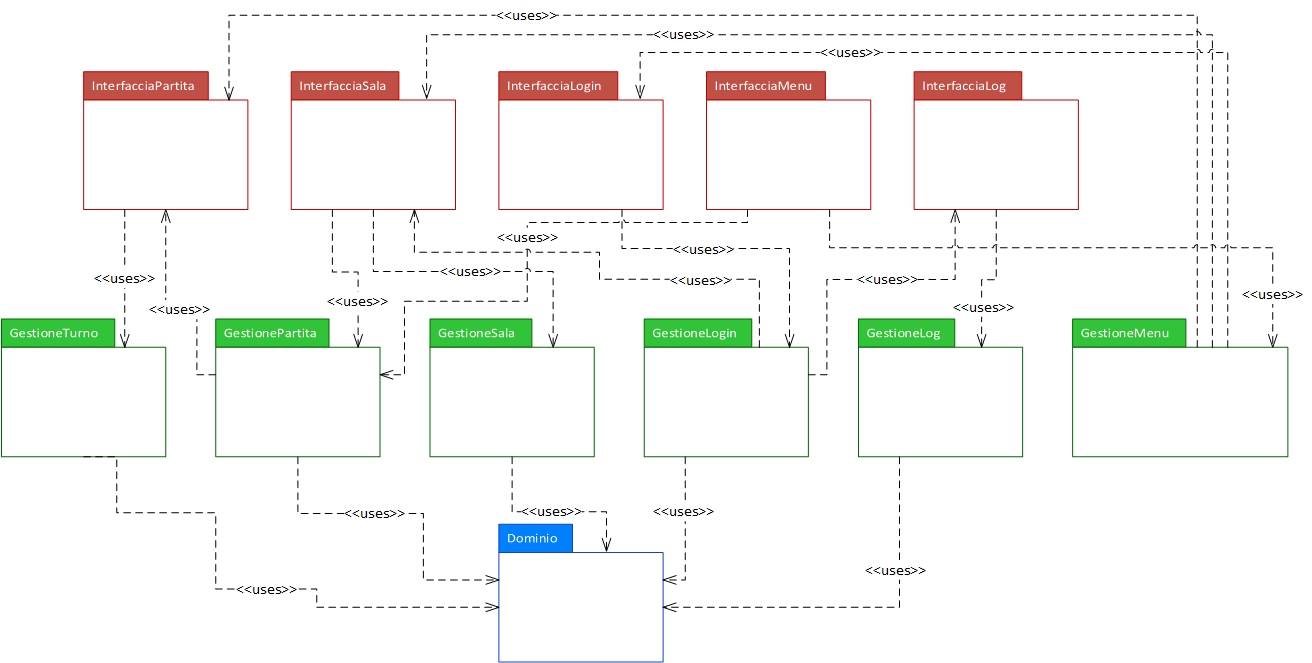 <<uses>>
<<uses>>
<<uses>>
InterfacciaPartita
InterfacciaSala
InterfacciaLogin
InterfacciaMenu
InterfacciaLog
<<uses>>
<<uses>>
<<uses>>
<<uses>>
<<uses>>
<<uses>>
<<uses>>
<<uses>>
<<uses>>
<<uses>>
<<uses>>
GestioneTurno
GestionePartita
GestioneSala
GestioneLogin
GestioneLog
GestioneMenu
<<uses>>
<<uses>>
<<uses>>
Dominio
<<uses>>
<<uses>>